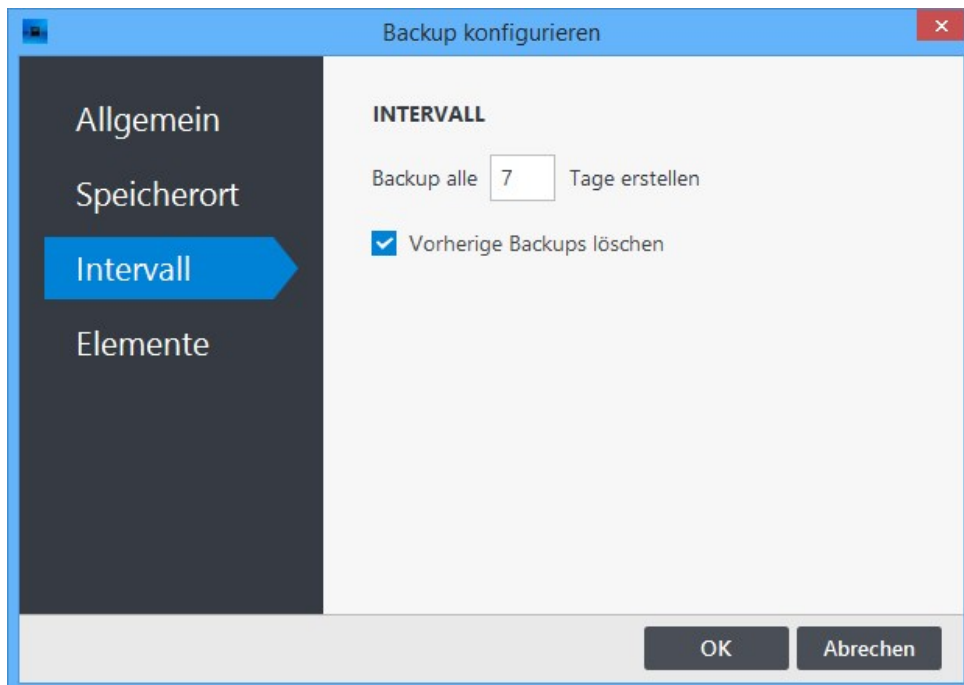 Backup konfigurieren
Allgemein
Speicherort
Intervall
Elemente
INTERVALL
Backup alle 7 Tage erstellen
Vorherige Backups löschen
OK
Abrechen